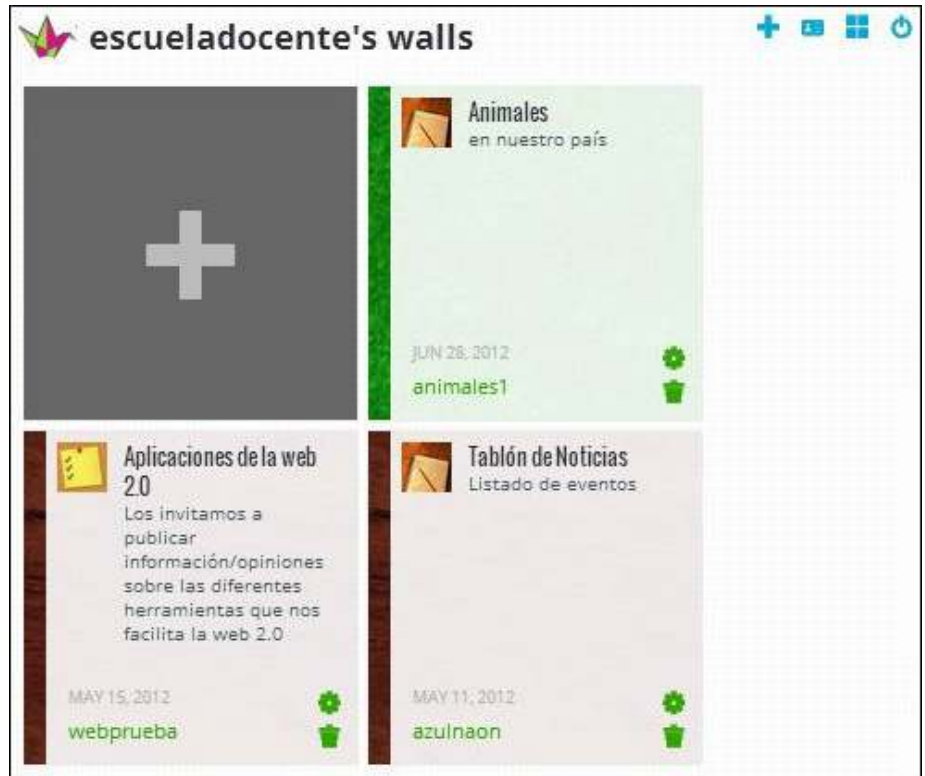 escueladocente's walls
Animales
en nuestro país
JUN 28, 2012
animales1
Aplicaciones de la web
2.0
Los invitamos a
publicar
información/opiniones
sobre las diferentes
herramientas que nos
facilita la web 2.0
MAY 15, 2012
webprueba
Tablón de Noticias
Listado de eventos
MAY 11, 2012
azulnaon